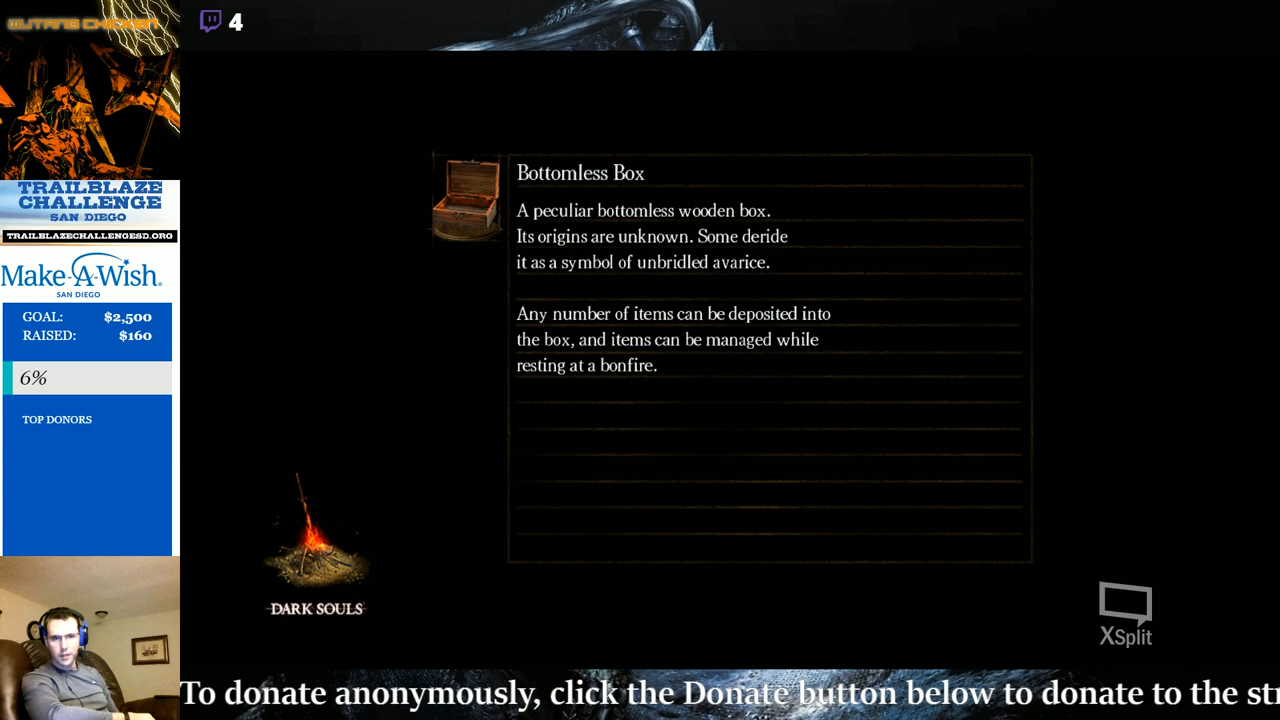 WUTANG CHICKEN
4
TRAILBLAZE
CHALLENGE
SAN DIEGO
TRAILBLAZECHALLENGESD.ORG
Make-A-Wish.
SAN DIEGO
GOAL: $2,500
RAISED: $160
6%
TOP DONORS
Bottomless Box
A peculiar bottomless wooden box.
Its origins are unknown. Some deride
it as a symbol of unbridled avarice.
Any number of items can be deposited into
the box, and items can be managed while
resting at a bonfire.
DARK SOULS
XSplit
To donate anonymously, click the Donate button below to donate to the str